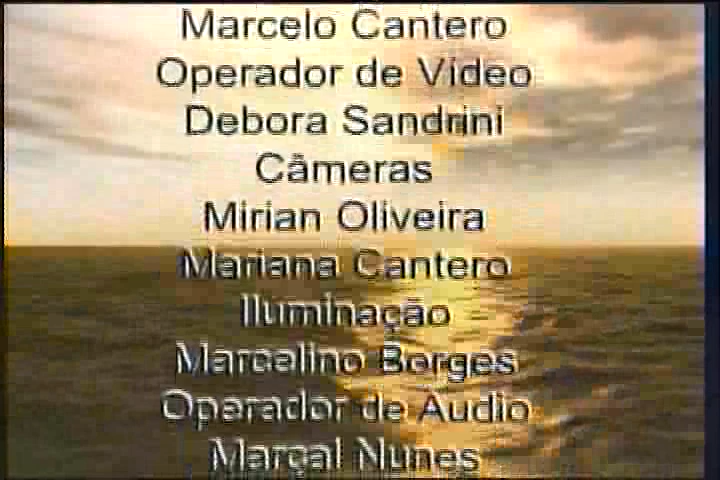 Marcelo Cantero
Operador de Vídeo
Debora Sandrini
Câmeras
Mirian Oliveira
Mariana Cantero
Iluminação
Marcelino Borges
Operador de Áudio
Marçal Nunes